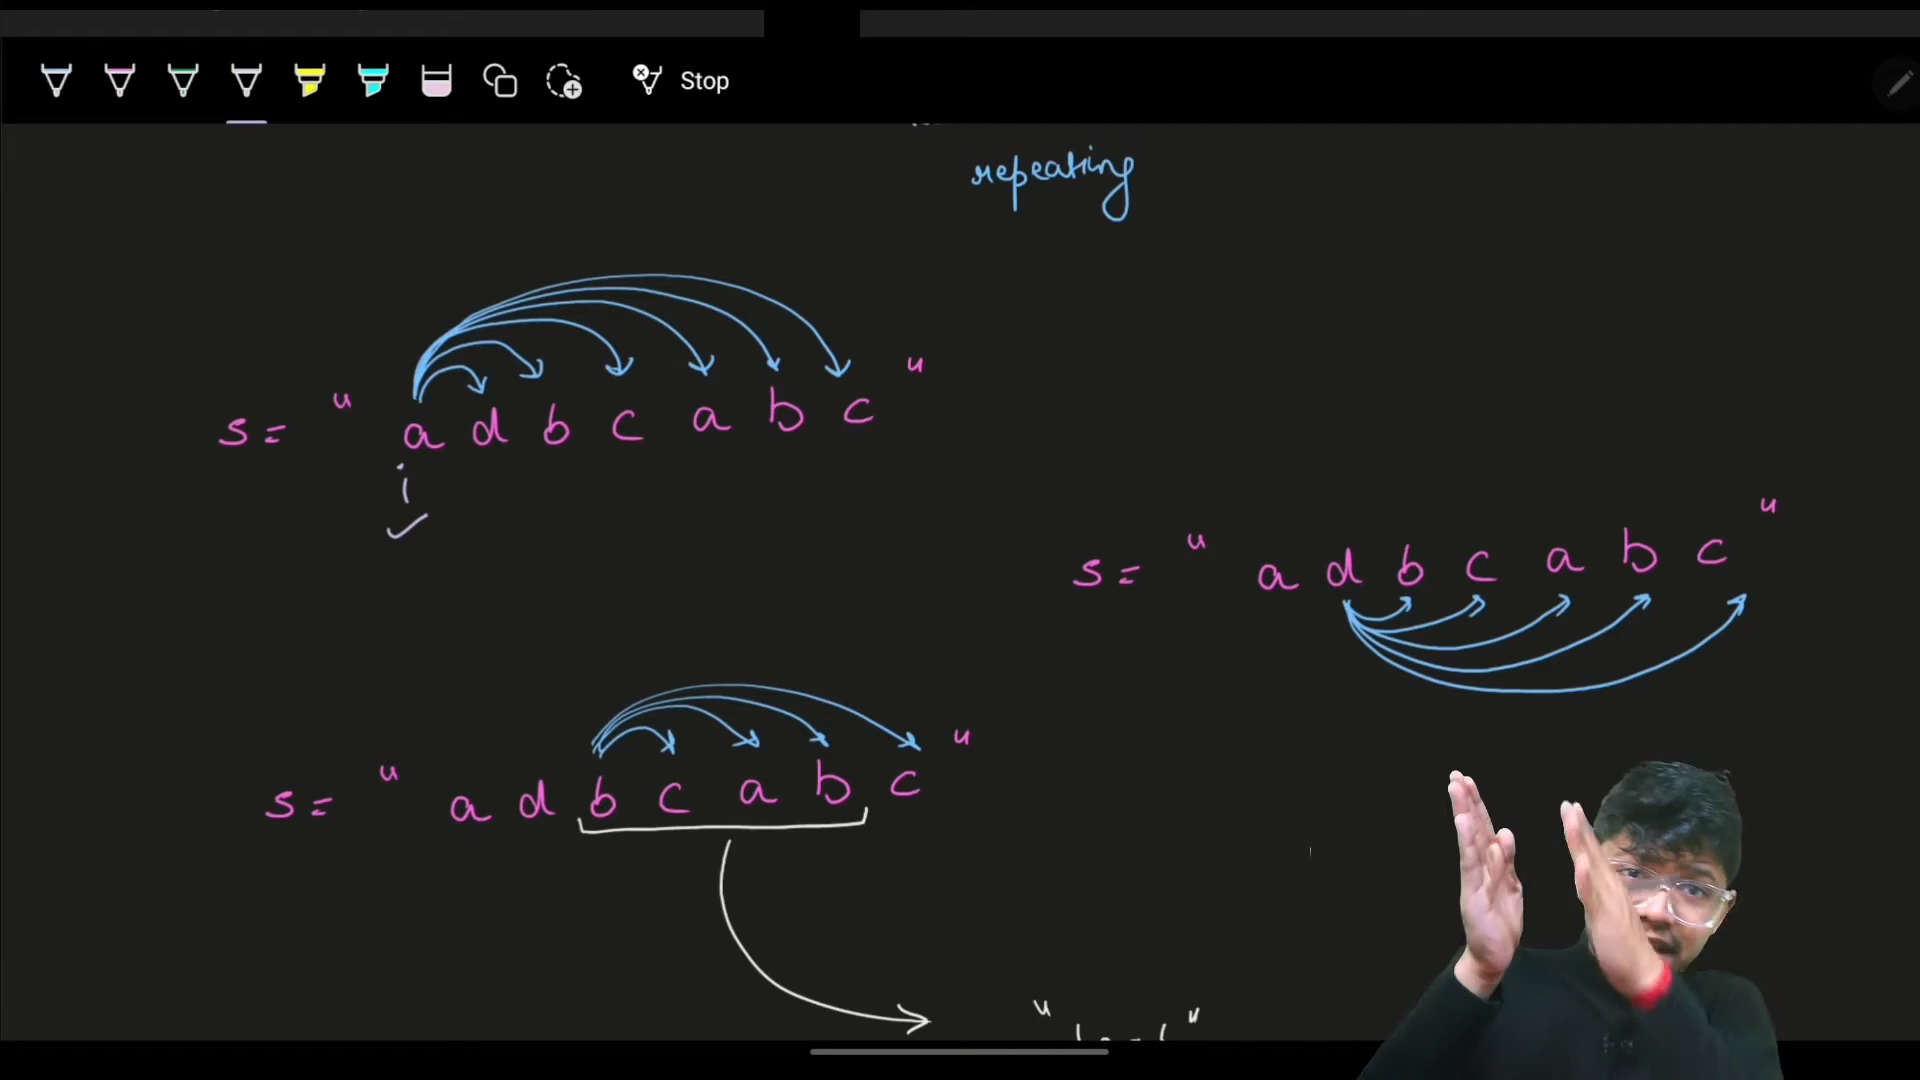 Stop
repeating
s = " a d b c a b c "
i
s = " a d b c a b c "
s = " a d b c a b c "